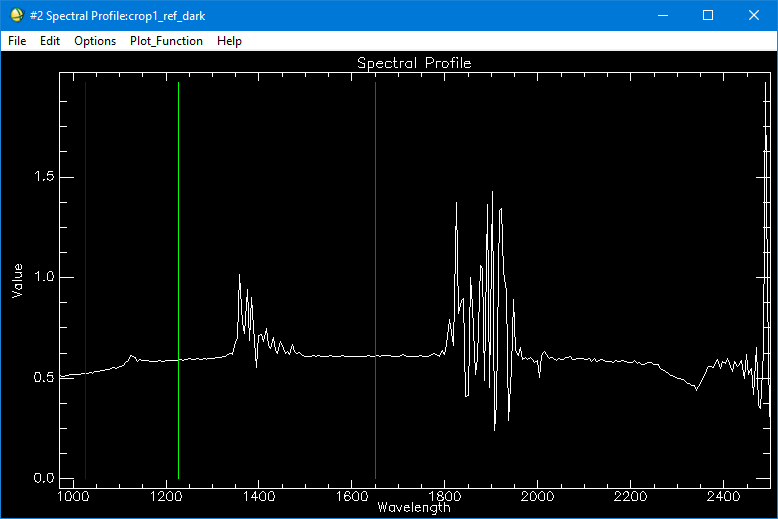 #2 Spectral Profile:crop1_ref_dark
File Edit Options Plot_Function Help
Spectral Profile
1.5
1.0
0.5
0.0
Value
1000 1200 1400 1600 1800 2000 2200 2400
Wavelength